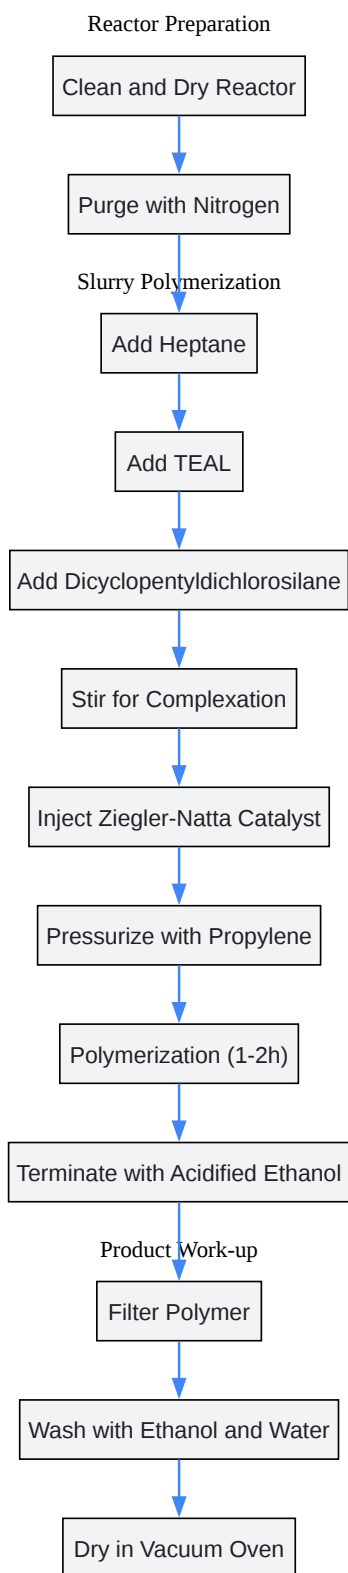 Reactor Preparation
Clean and Dry Reactor
Purge with Nitrogen
Slurry Polymerization
Add Heptane
Add TEAL
Add Dicyclopentyldichlorosilane
Stir for Complexation
Inject Ziegler-Natta Catalyst
Pressurize with Propylene
Polymerization (1-2h)
Terminate with Acidified Ethanol
Product Work-up
Filter Polymer
Wash with Ethanol and Water
Dry in Vacuum Oven